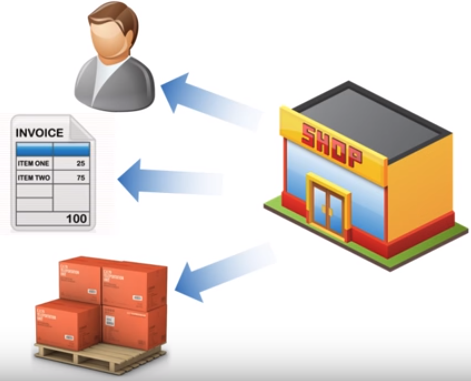 INVOICE
ITEM ONE 25
ITEM TWO 75
100
SHOP